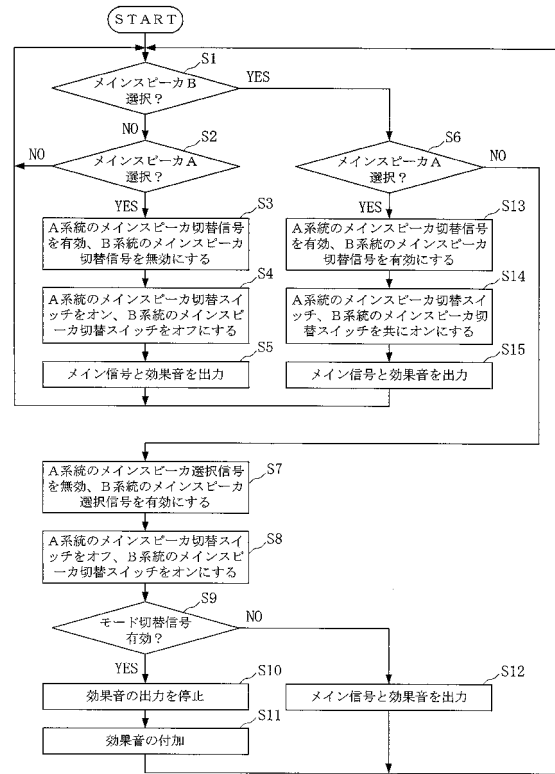 START
S1
メインスピーカB
選択?
YES
NO
S2
メインスピーカA
選択?
NO
YES
S6
メインスピーカA
選択?
NO
YES
S3
A系統のメインスピーカ切替信号
を有効、B系統のメインスピーカ
切替信号を無効にする
S13
A系統のメインスピーカ切替信号
を有効、B系統のメインスピーカ
切替信号を有効にする
S4
A系統のメインスピーカ切替スイ
ッチをオン、B系統のメインスピ
ーカ切替スイッチをオフにする
S14
A系統のメインスピーカ切替スイ
ッチ、B系統のメインスピーカ切
替スイッチを共にオンにする
S5
メイン信号と効果音を出力
S15
メイン信号と効果音を出力
S7
A系統のメインスピーカ選択信号
を無効、B系統のメインスピーカ
選択信号を有効にする
S8
A系統のメインスピーカ切替スイ
ッチをオフ、B系統のメインスピ
ーカ切替スイッチをオンにする
S9
モード切替信号
有効?
NO
YES
S10
効果音の出力を停止
S12
メイン信号と効果音を出力
S11
効果音の付加